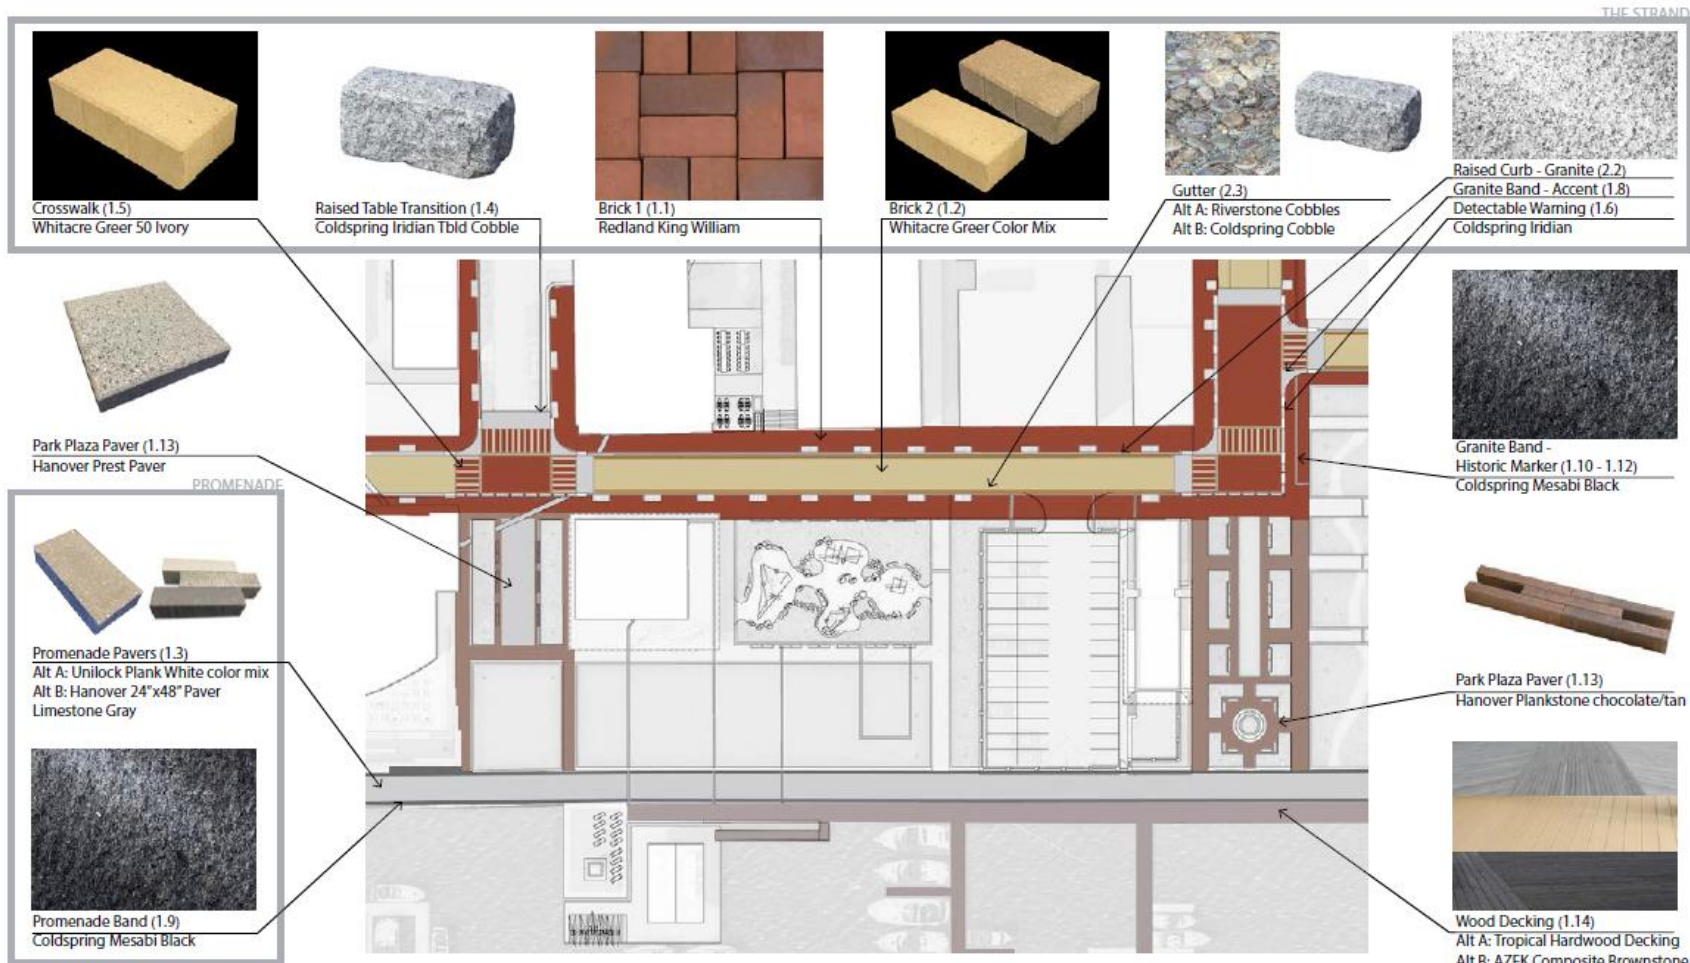 THE STRAND
Crosswalk (1.5)
Whitacre Greer 50 Ivory
Raised Table Transition (1.4)
Coldspring Iridian Tbld Cobble
Brick 1 (1.1)
Redland King William
Brick 2 (1.2)
Whitacre Greer Color Mix
Gutter (2.3)
Alt A: Riverstone Cobbles
Alt B: Coldspring Cobble
Raised Curb - Granite (2.2)
Granite Band - Accent (1.8)
Detectable Warning (1.6)
Coldspring Iridian
Park Plaza Paver (1.13)
Hanover Prest Paver
Granite Band -
Historic Marker (1.10 - 1.12)
Coldspring Mesabi Black
PROMENADE
Promenade Pavers (1.3)
Alt A: Unilock Plank White color mix
Alt B: Hanover 24"x48" Paver
Limestone Gray
Park Plaza Paver (1.13)
Hanover Plankstone chocolate/tan
Promenade Band (1.9)
Coldspring Mesabi Black
Wood Decking (1.14)
Alt A: Tropical Hardwood Decking
Alt B: AZEK Composite Brownstone